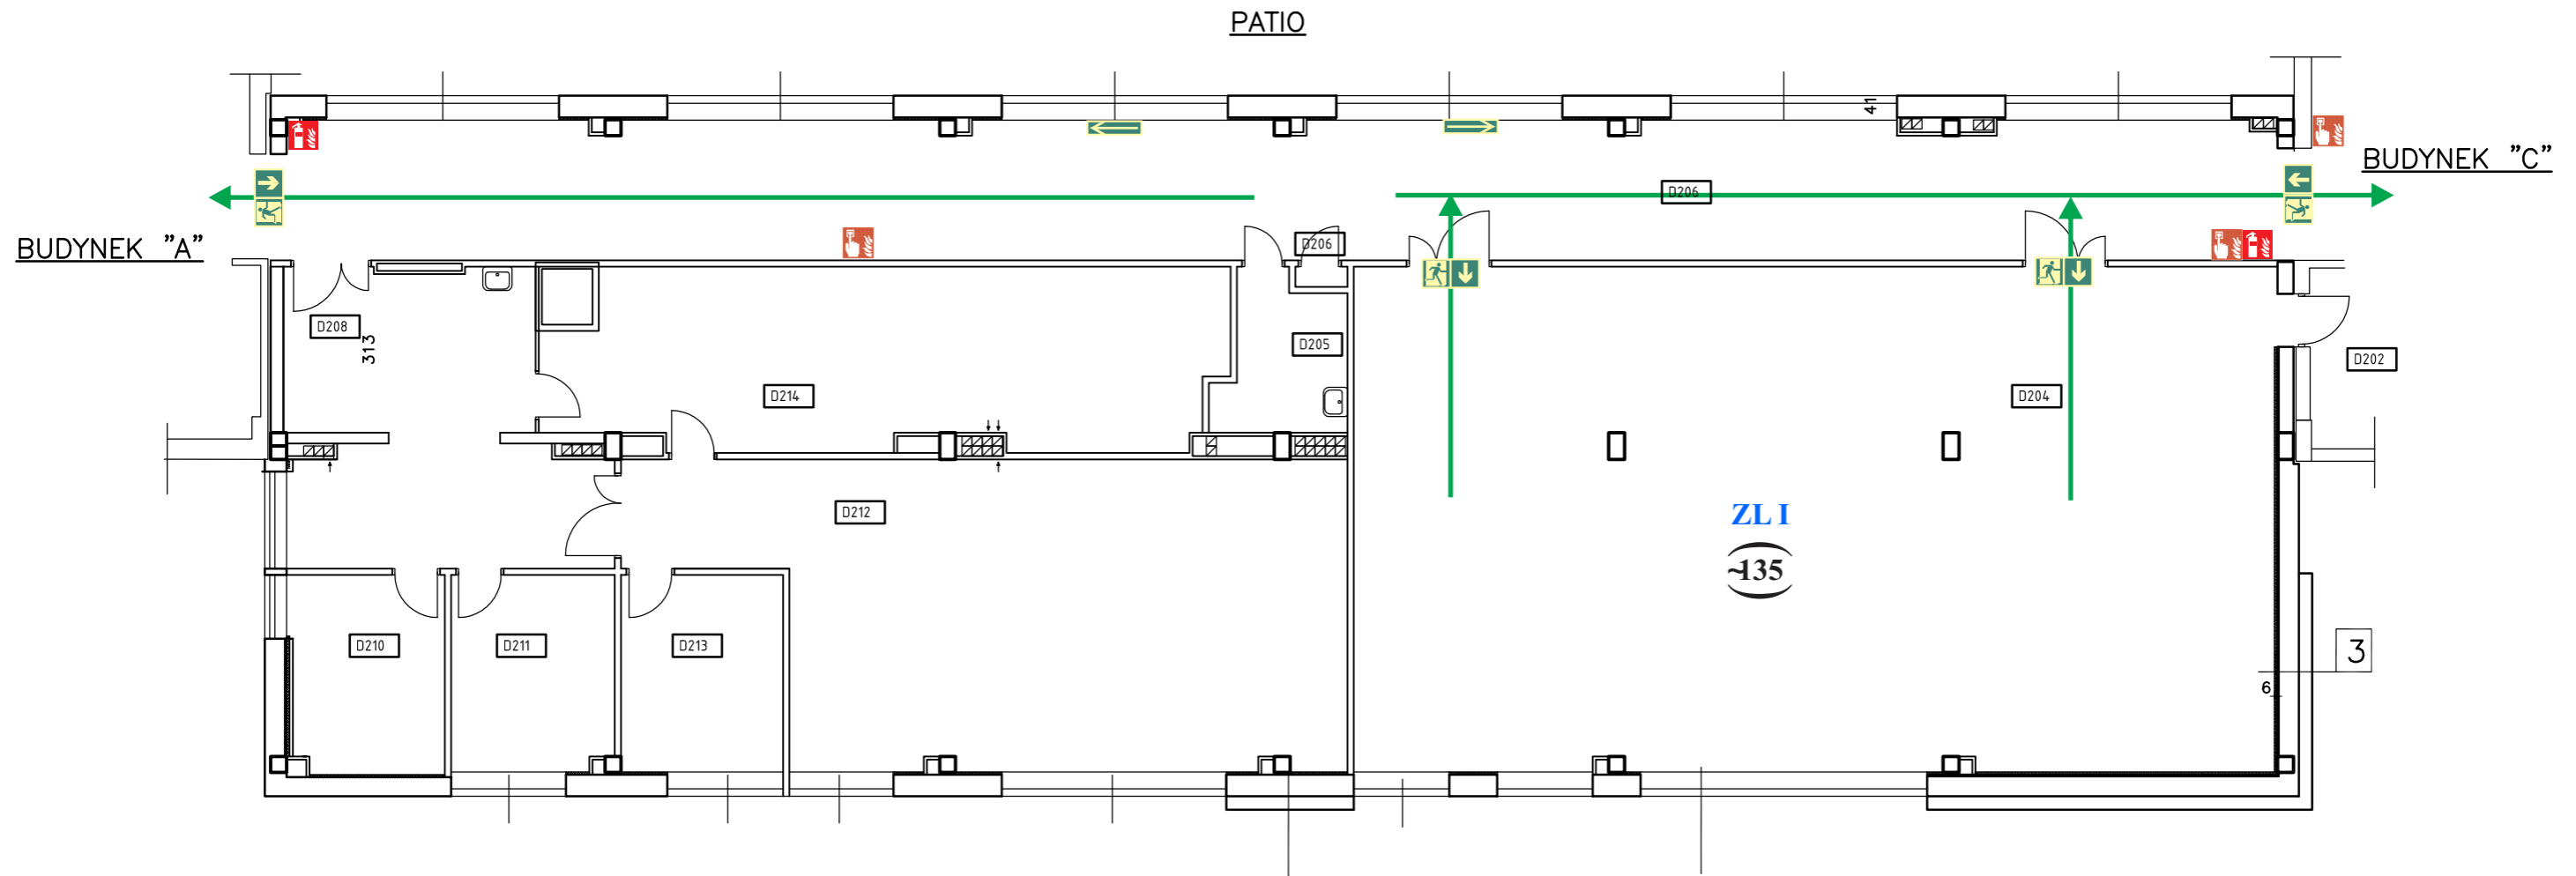 PATIO
41
BUDYNEK "C"
D206
BUDYNEK "A"
D206
D208
313
D205
D202
D214
D204
D212
ZL I
~135
D210
D211
D213
3
6